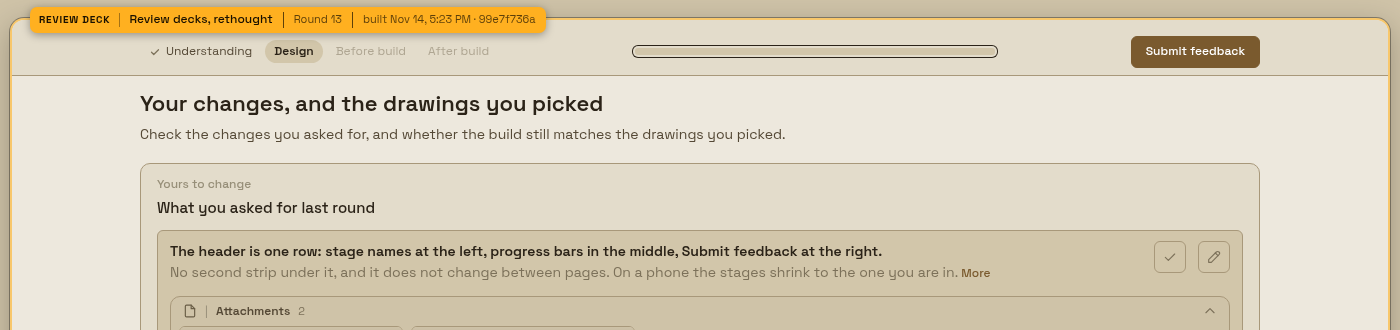 REVIEW DECK | Review decks, rethought | Round 13 | built Nov 14, 5:23 PM · 99e7f736a
Understanding Design Before build After build Submit feedback
Your changes, and the drawings you picked
Check the changes you asked for, and whether the build still matches the drawings you picked.
Yours to change
What you asked for last round
The header is one row: stage names at the left, progress bars in the middle, Submit feedback at the right.
No second strip under it, and it does not change between pages. On a phone the stages shrink to the one you are in. More
Attachments 2